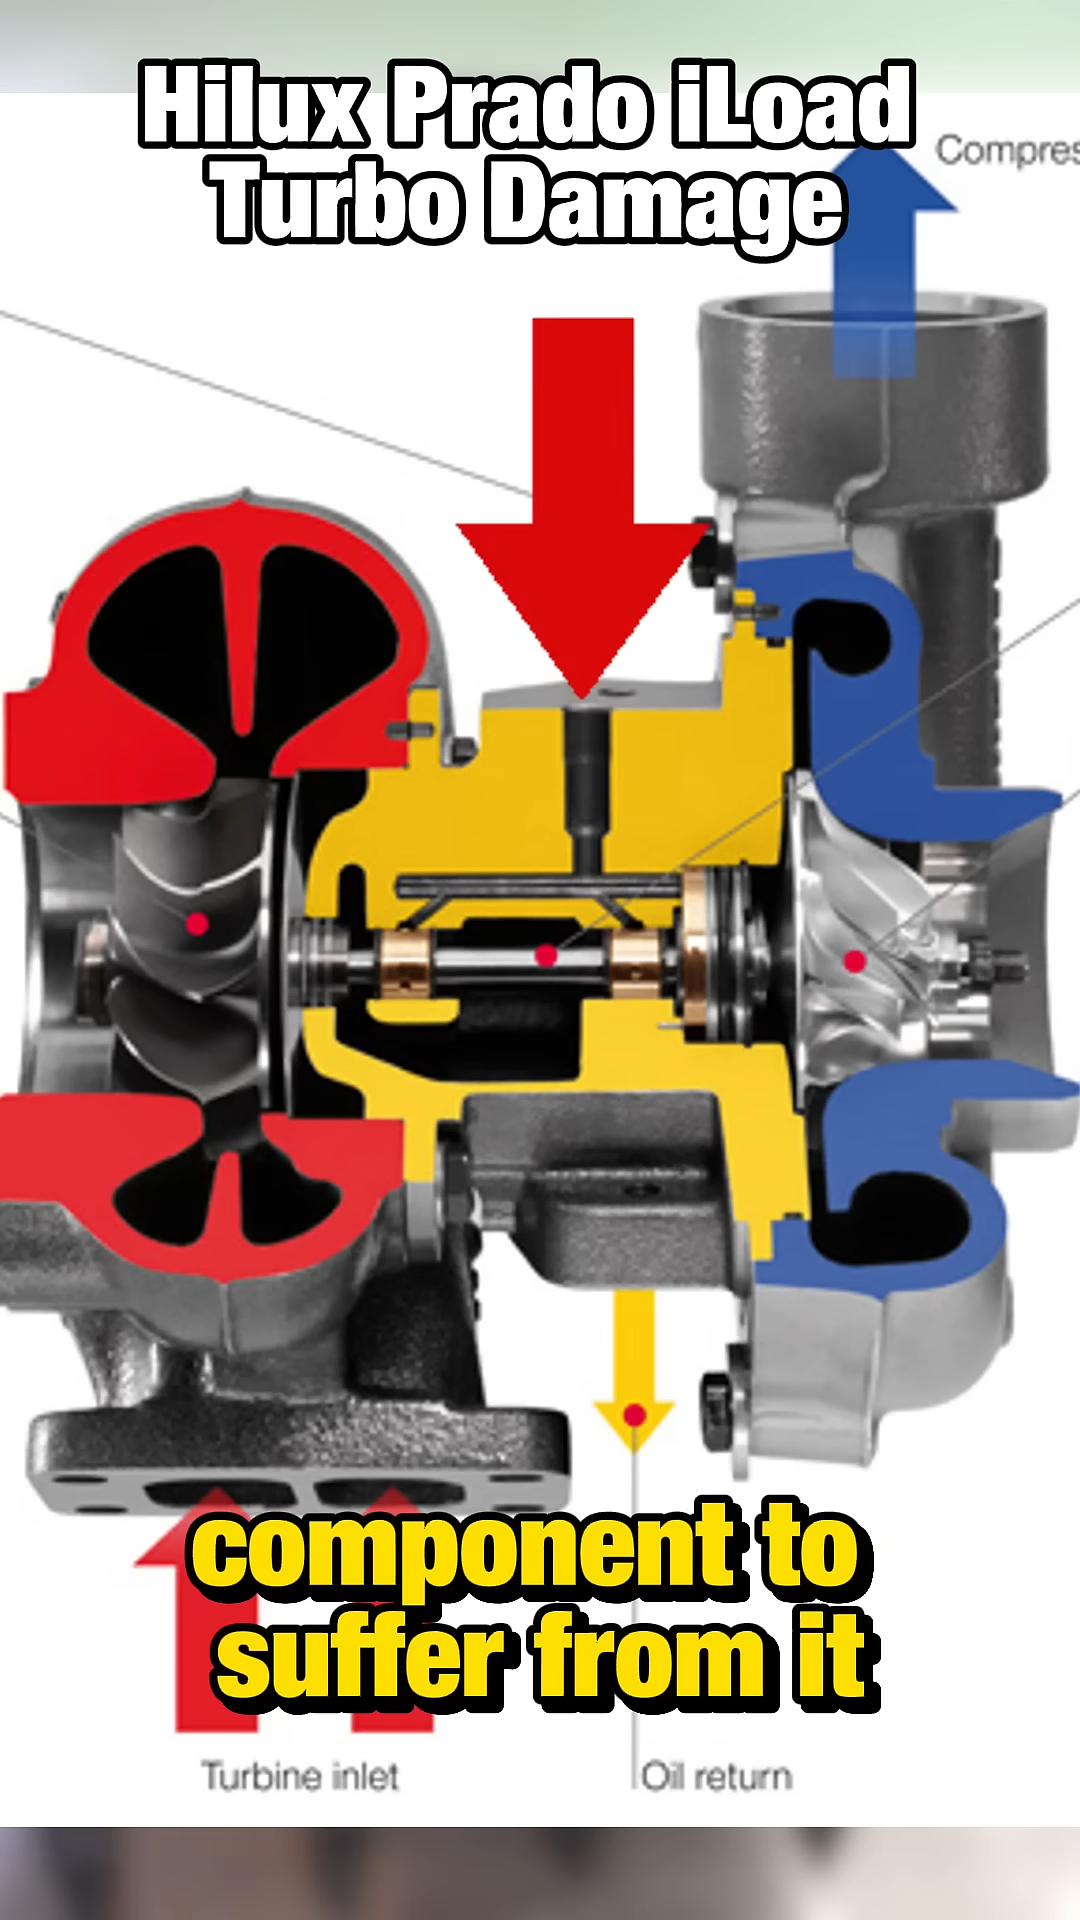 Hilux Prado iLoad
Turbo Damage
Compres
component to
suffer from it
Turbine inlet
Oil return